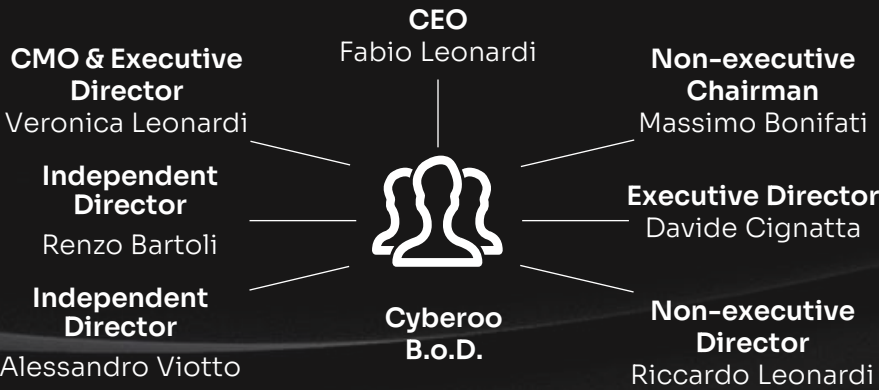 CEO
Fabio Leonardi
CMO & Executive
Director
Veronica Leonardi
Non-executive
Chairman
Massimo Bonifati
Independent
Director
Renzo Bartoli
Executive Director
Davide Cignatta
Independent
Director
Alessandro Viotto
Cyberoo
B.o.D.
Non-executive
Director
Riccardo Leonardi